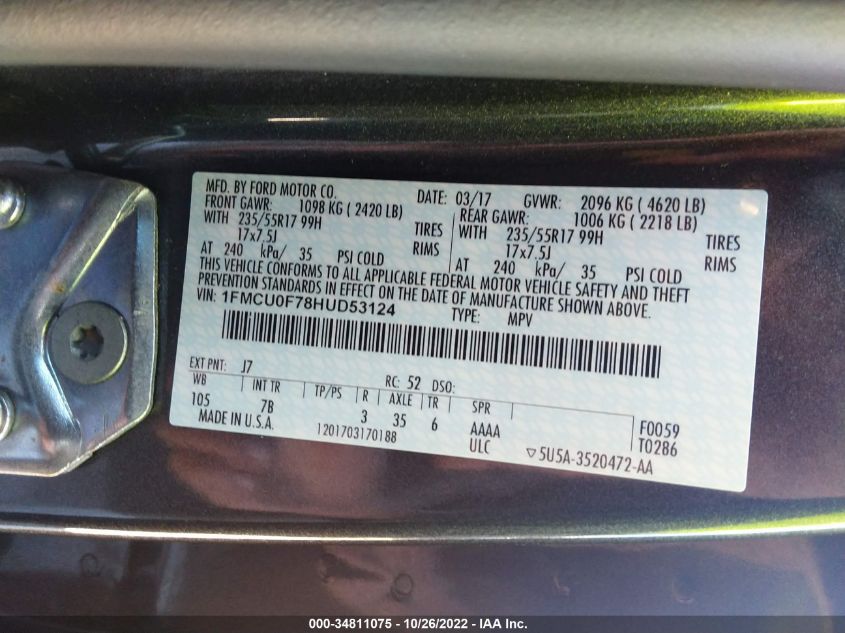 MFD. BY FORD MOTOR CO.
DATE: 03/17 GVWR: 2096 KG ( 4620 LB)
FRONT GAWR: 1098 KG ( 2420 LB) REAR GAWR: 1006 KG ( 2218 LB)
WITH 235/55R17 99H TIRES WITH 235/55R17 99H TIRES
17x7.5J RIMS 17x7.5J RIMS
AT 240 kPa/ 35 PSI COLD AT 240 kPa/ 35 PSI COLD
THIS VEHICLE CONFORMS TO ALL APPLICABLE FEDERAL MOTOR VEHICLE SAFETY AND THEFT
PREVENTION STANDARDS IN EFFECT ON THE DATE OF MANUFACTURE SHOWN ABOVE.
VIN: 1FMCU0F78HUD53124 TYPE: MPV
EXT PNT: J7 RC: 52 DSO:
WB INT TR TP/PS R AXLE TR SPR
105 7B 3 35 6 AAAA F0059
MADE IN U.S.A. 1201703170188 ULC T0286
▽5U5A-3520472-AA
000-34811075 - 10/26/2022 - IAA Inc.